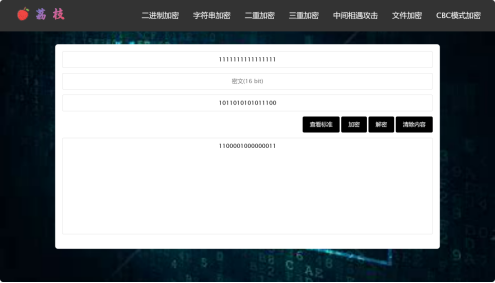 荔 枝 二进制加密 字符串加密 二重加密 三重加密 中间相遇攻击 文件加密 CBC模式加密
1111111111111111
密文(16 bit)
1011010101011100
查看标准 加密 解密 清除内容
1100001000000011